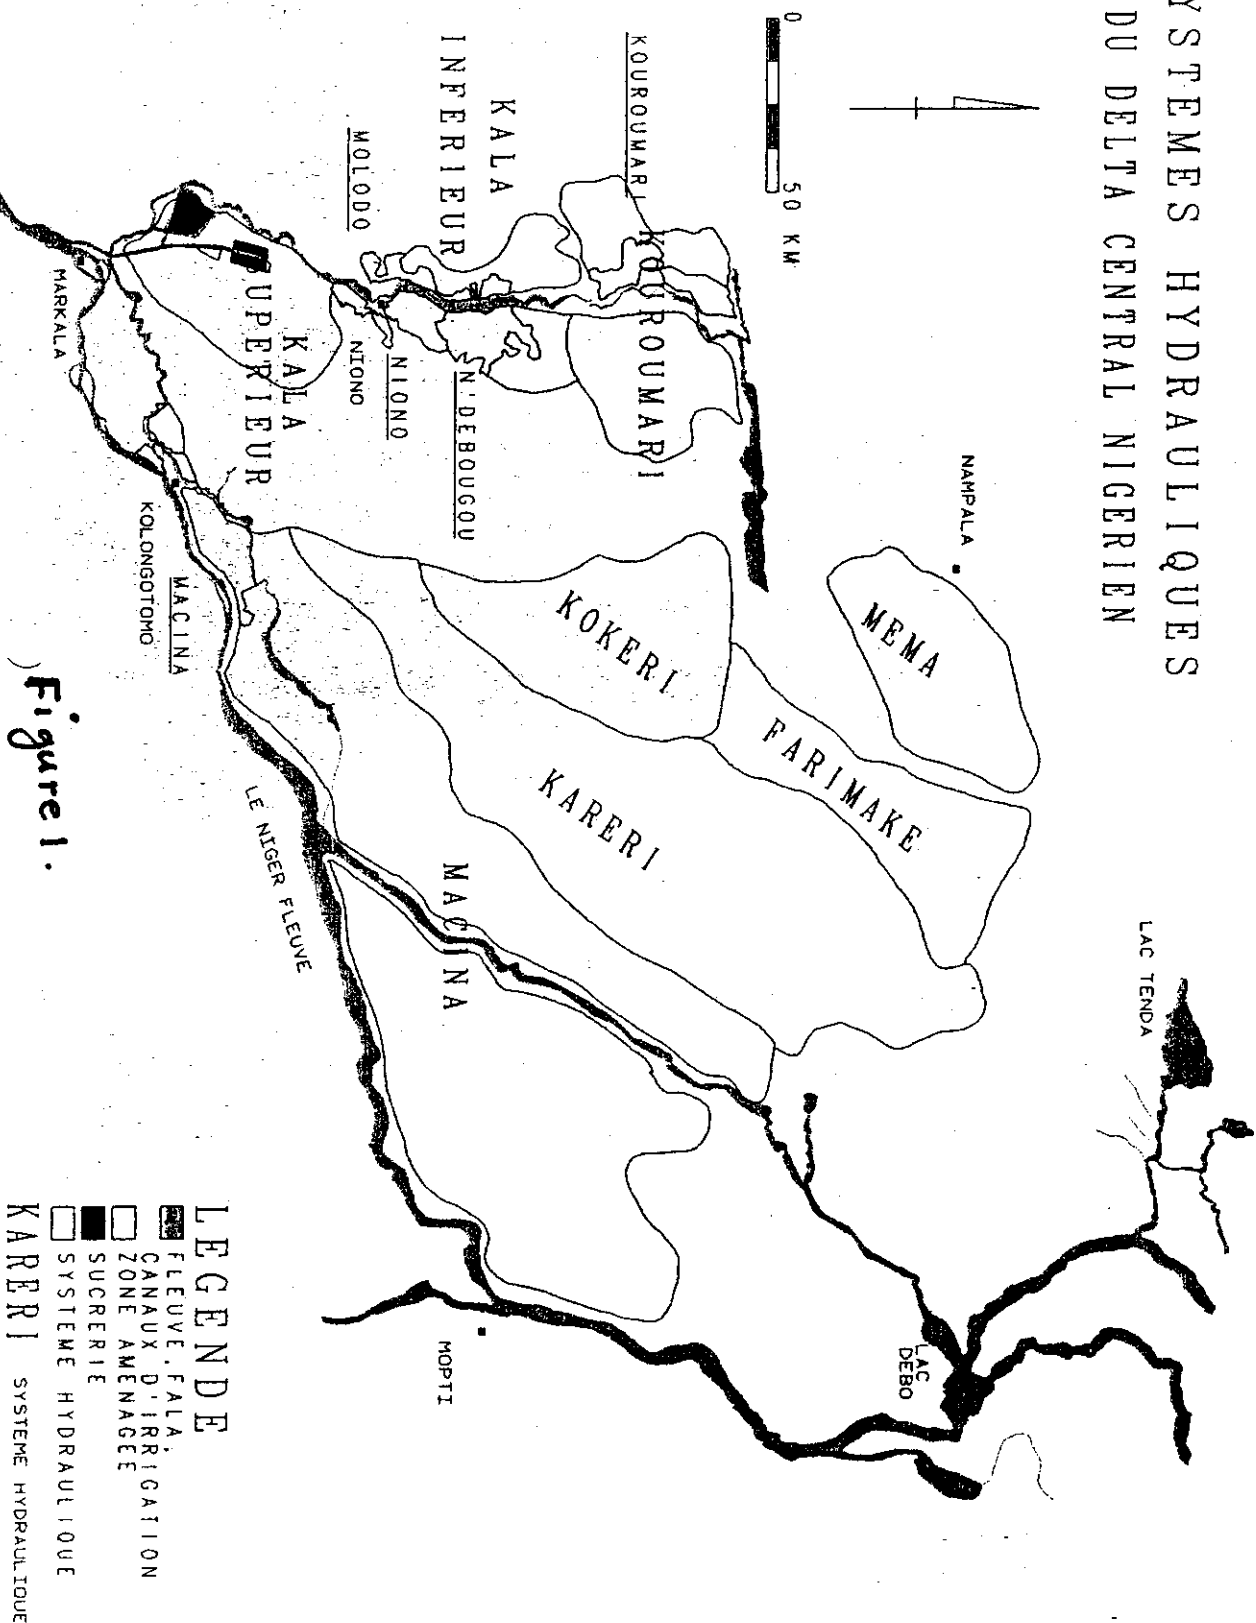 YSTEMES HYDRAULIQUES
DU DELTA CENTRAL NIGERIEN
0 50 KM
KOUROUMARI
KOUROUMARI
KALA
INFERIEUR
MOLODO
N'DEBOUGOU
NIONO
NIONO
KALA
UPERIEUR
MARKALA
KOLONGOTOMO
MACINA
NAMPALA
MEMA
KOKERI
FARIMAKE
KARERI
MACINA
LE NIGER FLEUVE
LAC TENDA
LAC
DEBO
MOPTI
LEGENDE
FLEUVE.FALA.
CANAUX D'IRRIGATION
ZONE AMENAGEE
SUCRERIE
SYSTEME HYDRAULIQUE
KARERI SYSTEME HYDRAULIQUE
Figure 1.